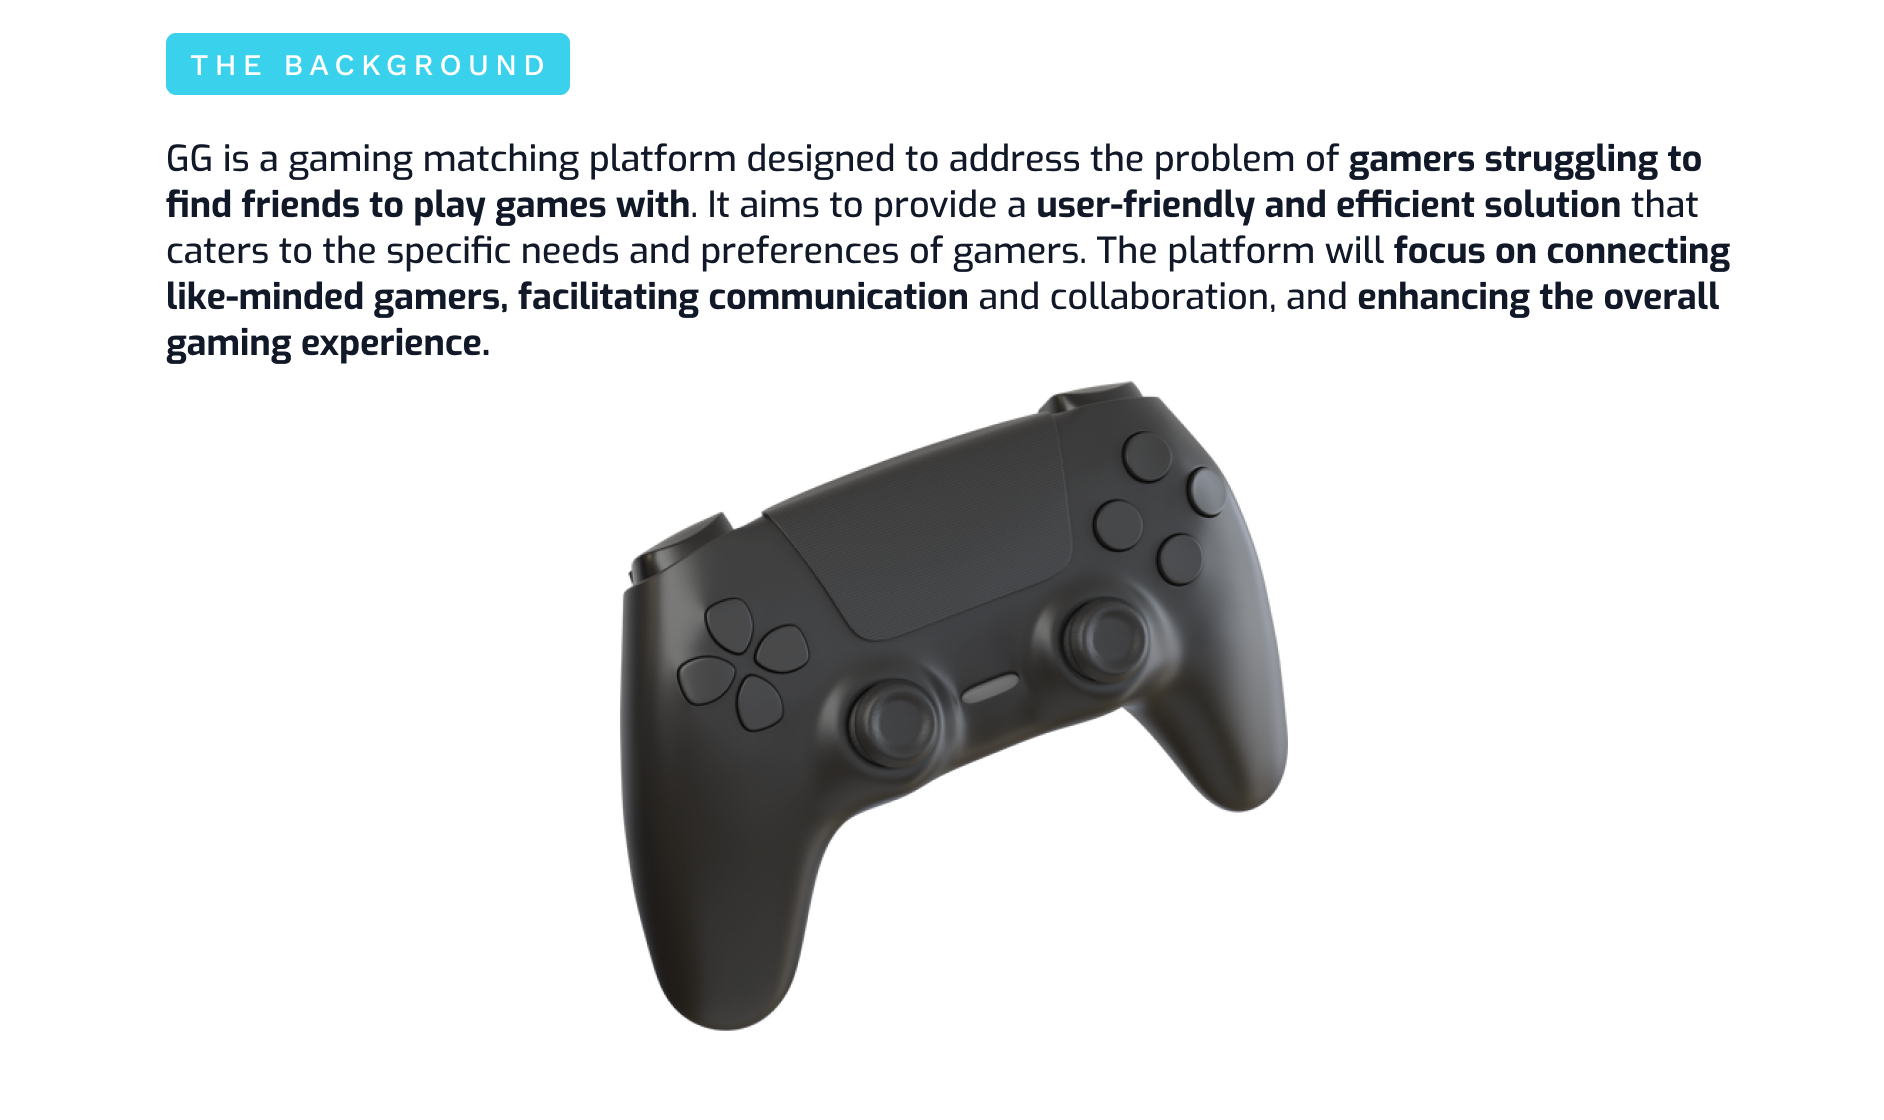 THE BACKGROUND
GG is a gaming matching platform designed to address the problem of gamers struggling to
find friends to play games with. It aims to provide a user-friendly and efficient solution that
caters to the specific needs and preferences of gamers. The platform will focus on connecting
like-minded gamers, facilitating communication and collaboration, and enhancing the overall
gaming experience.